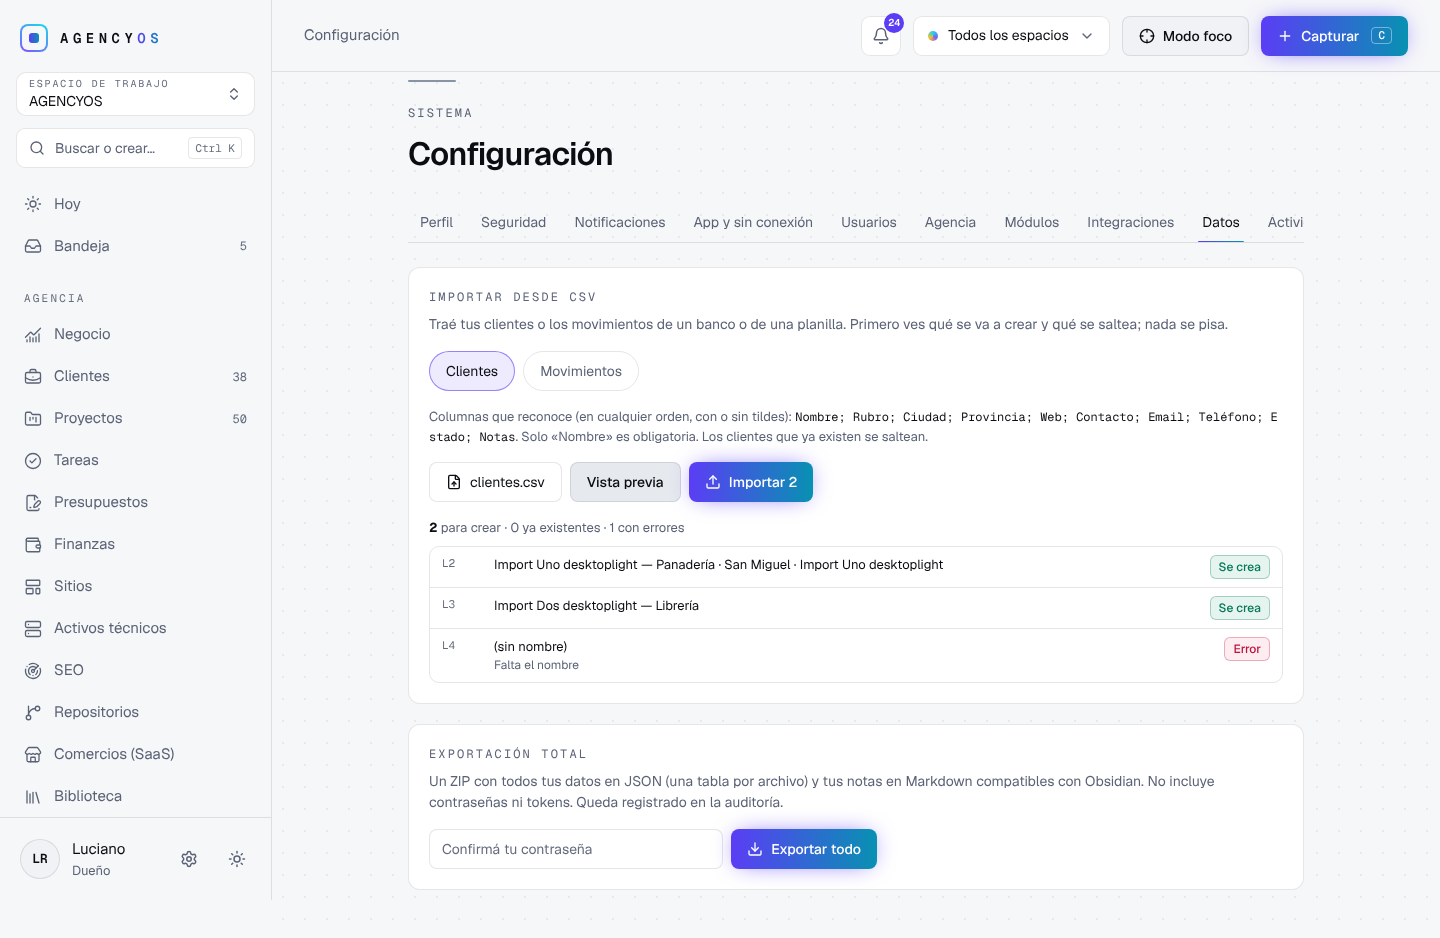 AGENCYOS
ESPACIO DE TRABAJO
AGENCYOS
Buscar o crear...
Ctrl K
Hoy
Bandeja 5
AGENCIA
Negocio
Clientes 38
Proyectos 50
Tareas
Presupuestos
Finanzas
Sitios
Activos técnicos
SEO
Repositorios
Comercios (SaaS)
Biblioteca
LR
Luciano
Dueño
Configuración
24
Todos los espacios
Modo foco
Capturar C
SISTEMA
Configuración
Perfil Seguridad Notificaciones App y sin conexión Usuarios Agencia Módulos Integraciones Datos Activi
IMPORTAR DESDE CSV
Traé tus clientes o los movimientos de un banco o de una planilla. Primero ves qué se va a crear y qué se saltea; nada se pisa.
Clientes Movimientos
Columnas que reconoce (en cualquier orden, con o sin tildes): Nombre; Rubro; Ciudad; Provincia; Web; Contacto; Email; Teléfono; E
stado; Notas. Solo «Nombre» es obligatoria. Los clientes que ya existen se saltean.
clientes.csv Vista previa Importar 2
2 para crear · 0 ya existentes · 1 con errores
L2 Import Uno desktoplight — Panadería · San Miguel · Import Uno desktoplight Se crea
L3 Import Dos desktoplight — Librería Se crea
L4 (sin nombre) Error
Falta el nombre
EXPORTACIÓN TOTAL
Un ZIP con todos tus datos en JSON (una tabla por archivo) y tus notas en Markdown compatibles con Obsidian. No incluye
contraseñas ni tokens. Queda registrado en la auditoría.
Confirmá tu contraseña Exportar todo